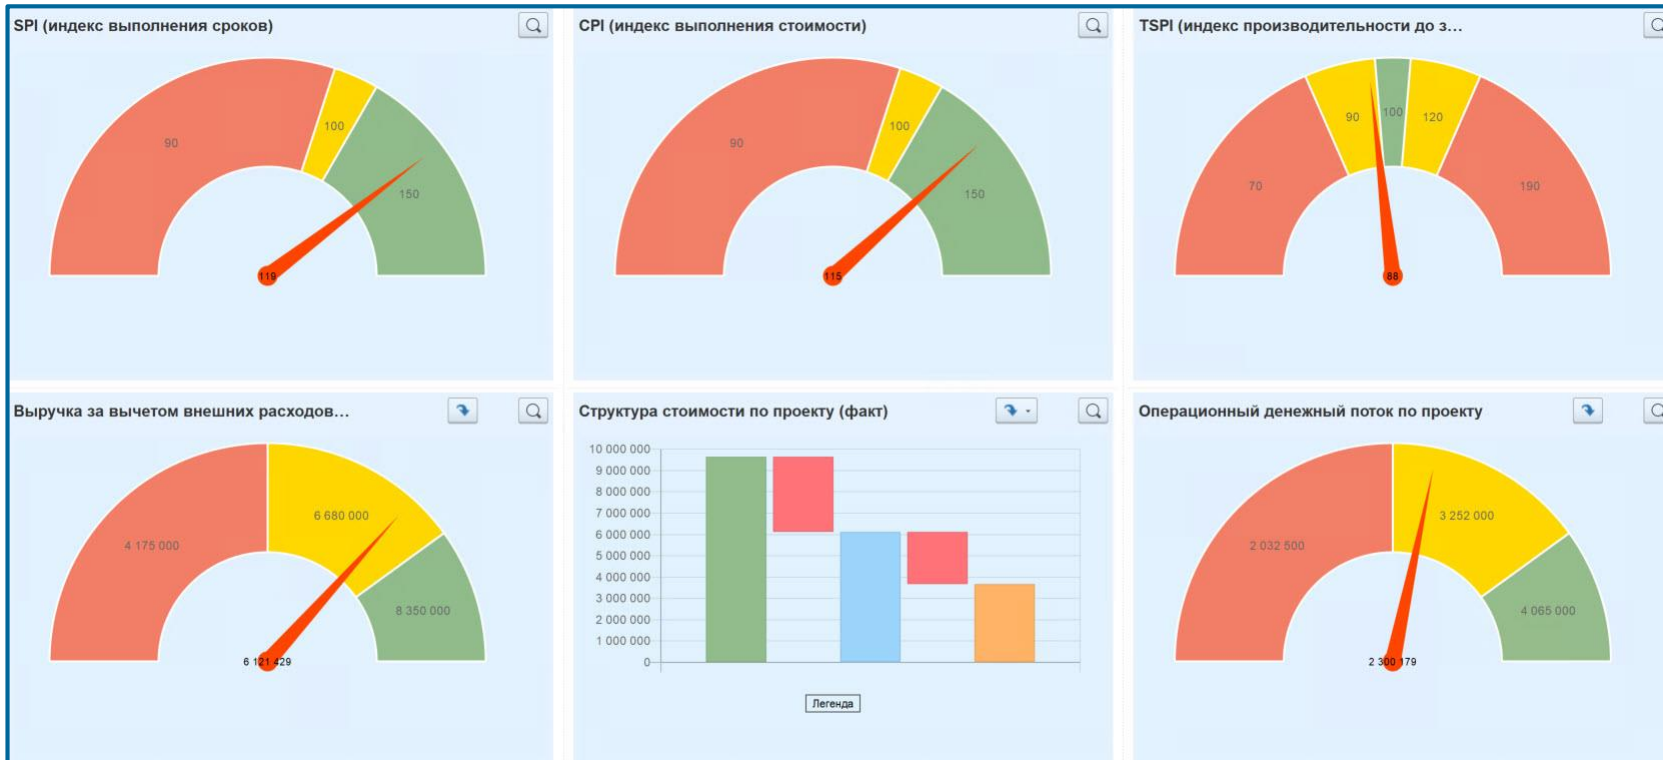 SPI (индекс выполнения сроков)
90
100
150
119
CPI (индекс выполнения стоимости)
90
100
150
115
TSPI (индекс производительности до з...
70
90
100
120
190
88
Выручка за вычетом внешних расходов...
4 175 000
6 680 000
8 350 000
6 121 429
Структура стоимости по проекту (факт)
10 000 000
9 000 000
8 000 000
7 000 000
6 000 000
5 000 000
4 000 000
3 000 000
2 000 000
1 000 000
0
Легенда
Операционный денежный поток по проекту
2 032 500
3 252 000
4 065 000
2 300 179